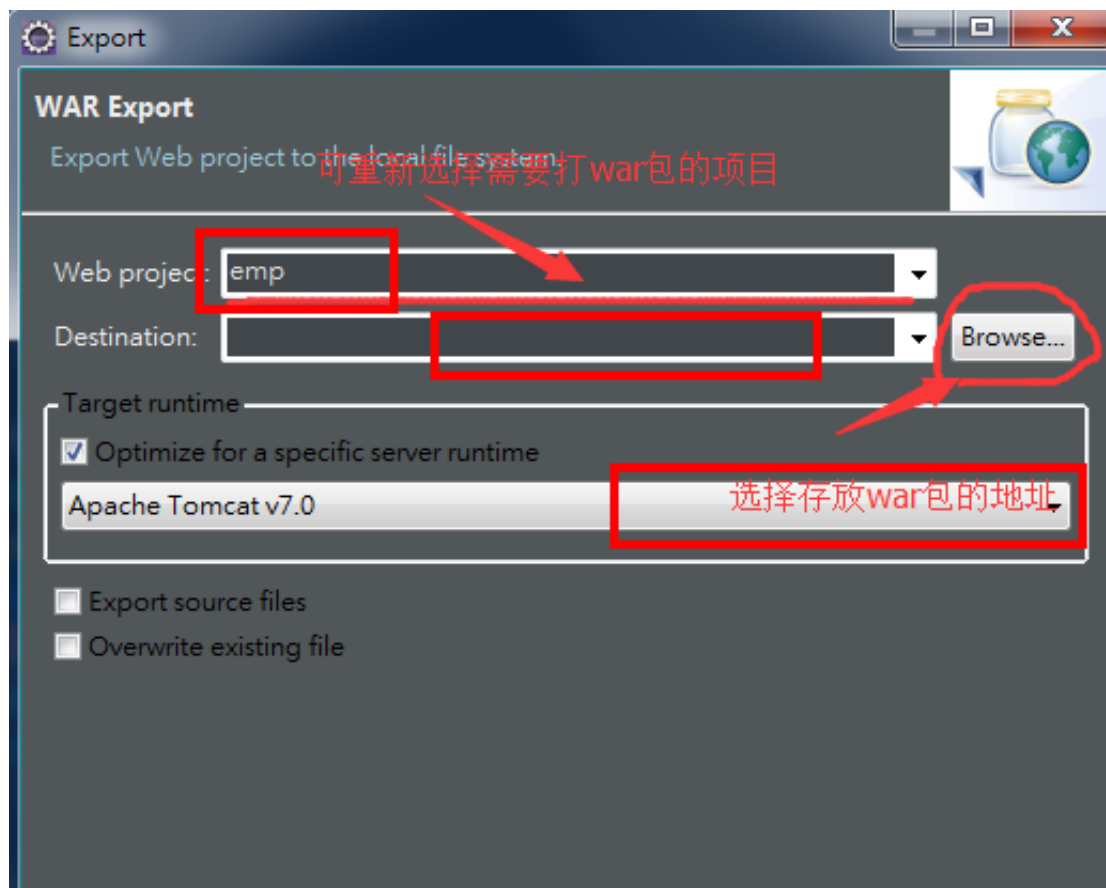 Export
WAR Export
Export Web project to the local file system.
可重新选择需要打war包的项目
Web project: emp
Destination:
Browse...
Target runtime
Optimize for a specific server runtime
Apache Tomcat v7.0
选择存放war包的地址
Export source files
Overwrite existing file